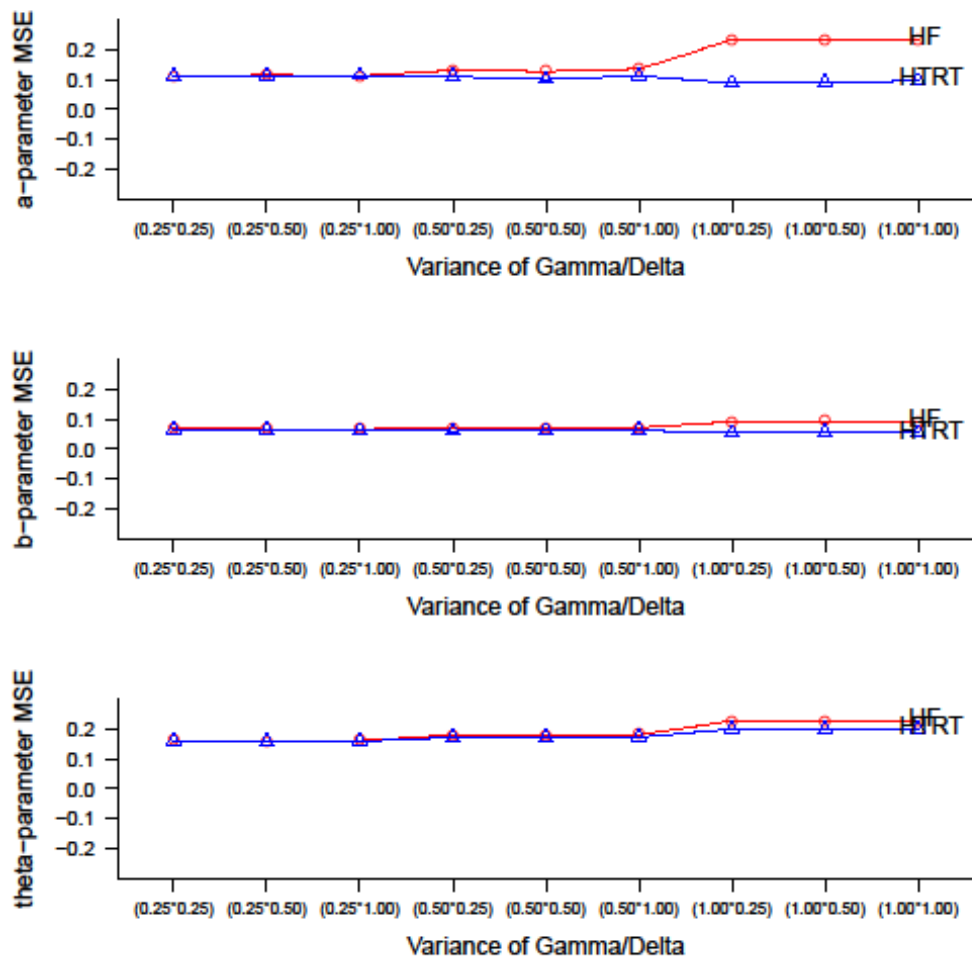 a−parameter MSE
0.2
0.1
0.0
−0.1
−0.2
HF
HTRT
(0.25*0.25) (0.25*0.50) (0.25*1.00) (0.50*0.25) (0.50*0.50) (0.50*1.00) (1.00*0.25) (1.00*0.50) (1.00*1.00)
Variance of Gamma/Delta
b−parameter MSE
0.2
0.1
0.0
−0.1
−0.2
HF
HTRT
(0.25*0.25) (0.25*0.50) (0.25*1.00) (0.50*0.25) (0.50*0.50) (0.50*1.00) (1.00*0.25) (1.00*0.50) (1.00*1.00)
Variance of Gamma/Delta
theta−parameter MSE
0.2
0.1
0.0
−0.1
−0.2
HF
HTRT
(0.25*0.25) (0.25*0.50) (0.25*1.00) (0.50*0.25) (0.50*0.50) (0.50*1.00) (1.00*0.25) (1.00*0.50) (1.00*1.00)
Variance of Gamma/Delta